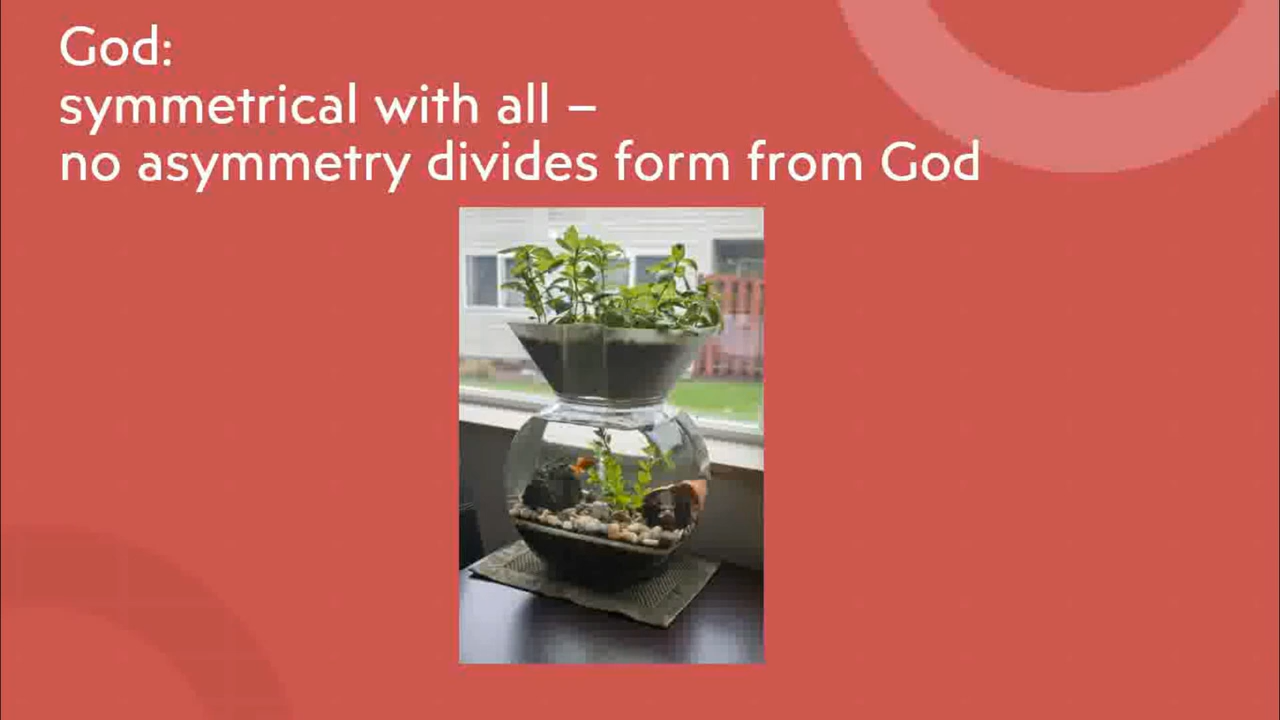 God:
symmetrical with all –
no asymmetry divides form from God